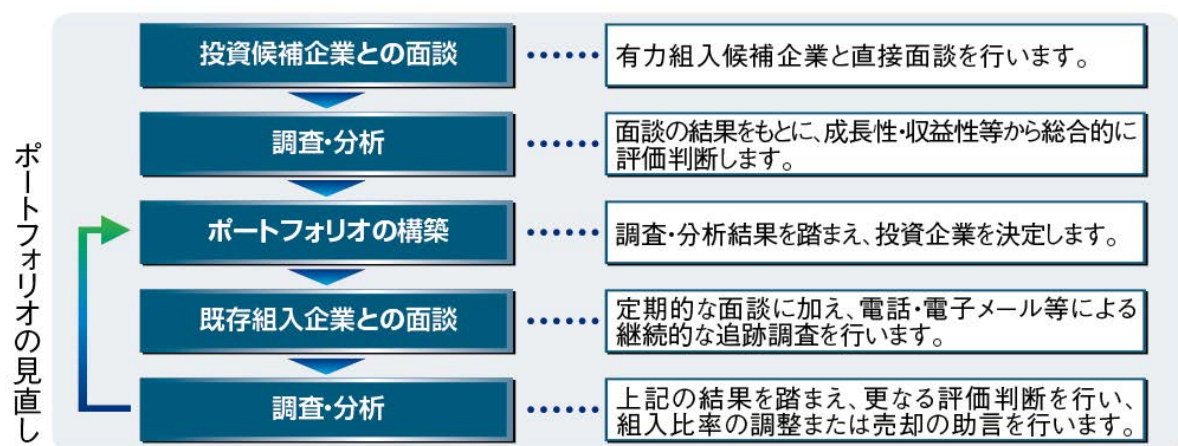 投資候補企業との面談
有力組入候補企業と直接面談を行います。
調査・分析
面談の結果をもとに、成長性・収益性等から総合的に
評価判断します。
ポートフォリオの構築
調査・分析結果を踏まえ、投資企業を決定します。
既存組入企業との面談
定期的な面談に加え、電話・電子メール等による
継続的な追跡調査を行います。
調査・分析
上記の結果を踏まえ、更なる評価判断を行い、
組入比率の調整または売却の助言を行います。
ポートフォリオの見直し